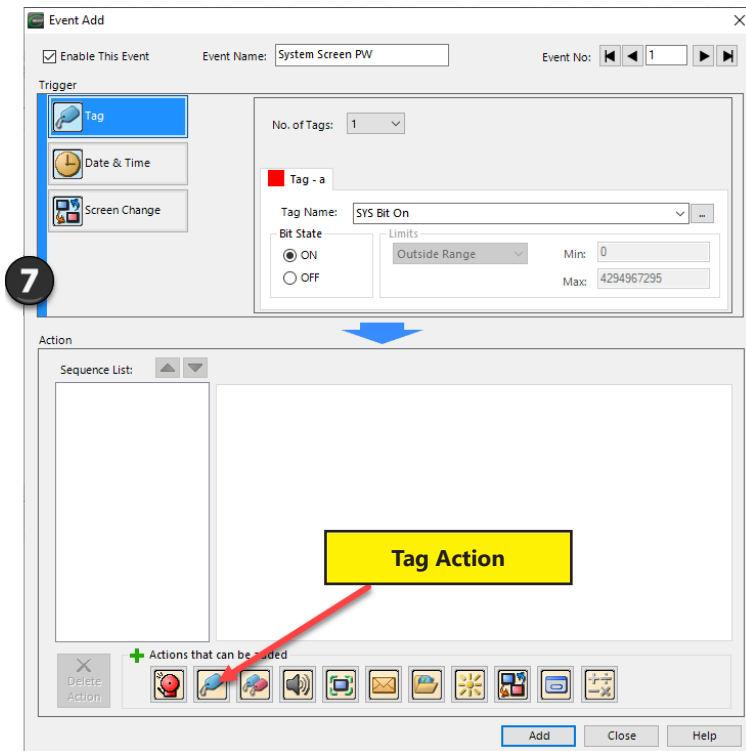 Event Add
Enable This Event Event Name: System Screen PW Event No: 1
Trigger
Tag
No. of Tags: 1
Date & Time
Tag - a
Screen Change
Tag Name: SYS Bit On ...
Bit State Limits
ON Outside Range Min: 0
OFF Max: 4294967295
7
Action
Sequence List:
Tag Action
Actions that can be added
Delete
Action
Add Close Help